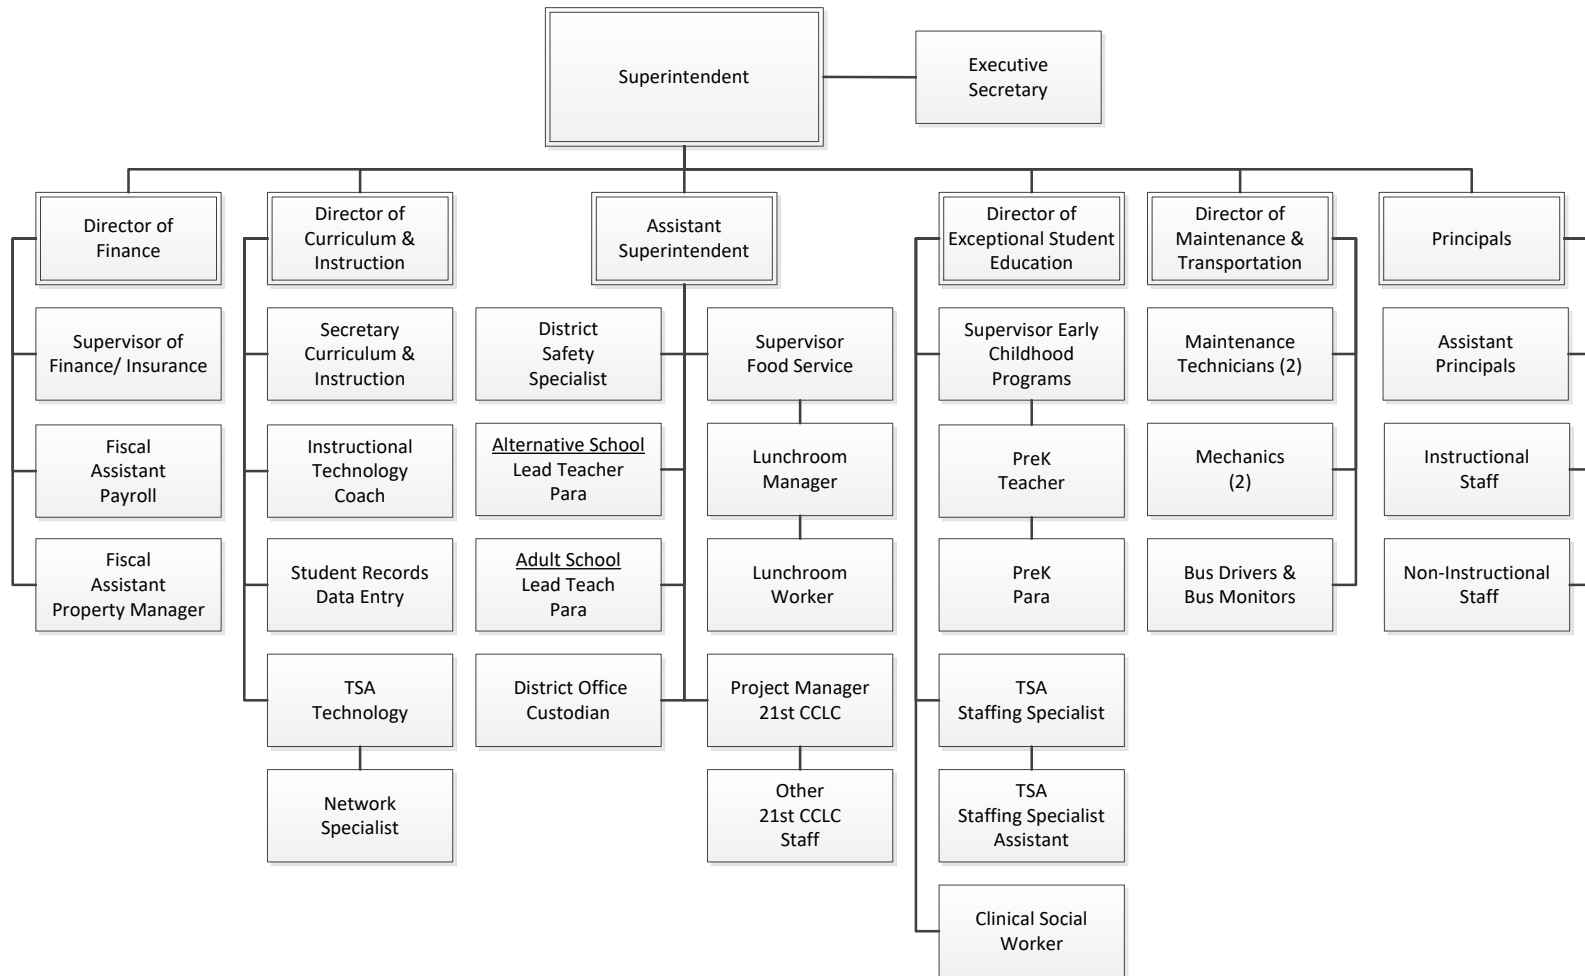 Superintendent
Executive
Secretary
Director of
Finance
Director of
Curriculum &
Instruction
Assistant
Superintendent
Director of
Exceptional Student
Education
Director of
Maintenance &
Transportation
Principals
Supervisor of
Finance/ Insurance
Secretary
Curriculum &
Instruction
District
Safety
Specialist
Supervisor
Food Service
Supervisor Early
Childhood
Programs
Maintenance
Technicians (2)
Assistant
Principals
Fiscal
Assistant
Payroll
Instructional
Technology
Coach
Alternative School
Lead Teacher
Para
Lunchroom
Manager
PreK
Teacher
Mechanics
(2)
Instructional
Staff
Fiscal
Assistant
Property Manager
Student Records
Data Entry
Adult School
Lead Teach
Para
Lunchroom
Worker
PreK
Para
Bus Drivers &
Bus Monitors
Non-Instructional
Staff
TSA
Technology
District Office
Custodian
Project Manager
21st CCLC
TSA
Staffing Specialist
Network
Specialist
Other
21st CCLC
Staff
TSA
Staffing Specialist
Assistant
Clinical Social
Worker